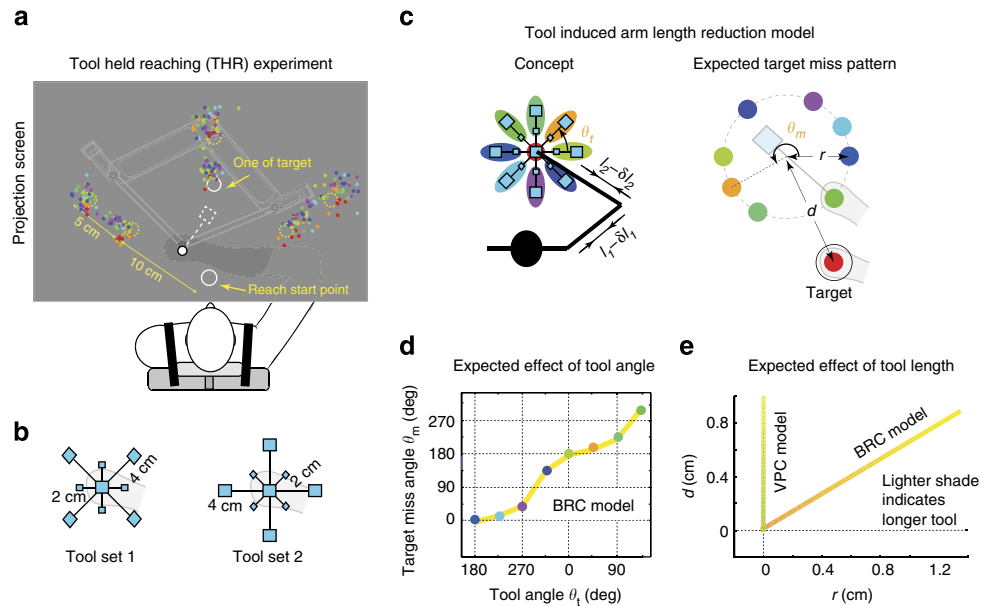 a
Tool held reaching (THR) experiment
Projection screen
One of target
5 cm
10 cm
Reach start point
b
2 cm
4 cm
Tool set 1
4 cm
2 cm
Tool set 2
c
Tool induced arm length reduction model
Concept
θt
l2–δl2
l1–δl1
Expected target miss pattern
θm
r
d
Target
d
Expected effect of tool angle
Target miss angle θm (deg)
270
180
90
0
BRC model
180
270
0
90
Tool angle θt (deg)
e
Expected effect of tool length
d (cm)
0.8
0.4
0
VPC model
BRC model
Lighter shade
indicates
longer tool
0
0.4
0.8
1.2
r (cm)